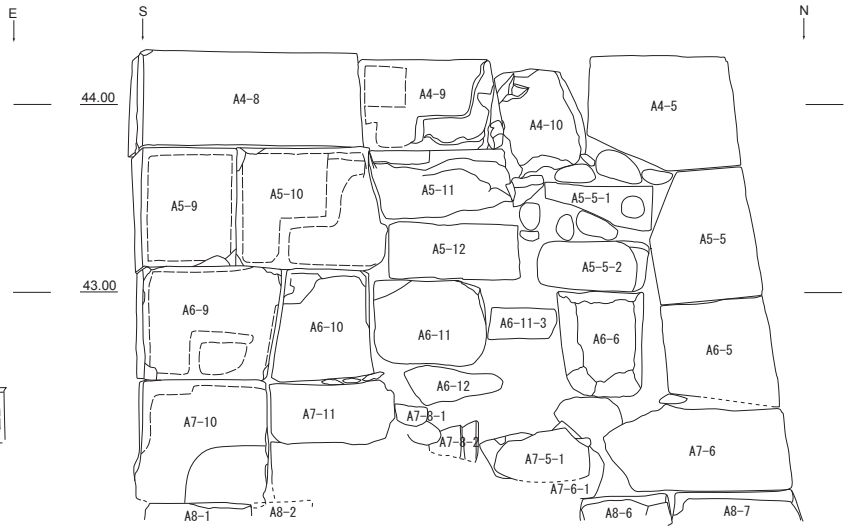 E S N
44.00
A4-8 A4-9 A4-10 A4-5
A5-9 A5-10 A5-11 A5-5-1
A5-12 A5-5
A5-5-2
43.00
A6-9 A6-10 A6-11 A6-11-3 A6-6 A6-5
A6-12
A7-10 A7-11 A7-8-1
A7-8-2 A7-5-1 A7-6
A7-6-1
A8-1 A8-2 A8-6 A8-7